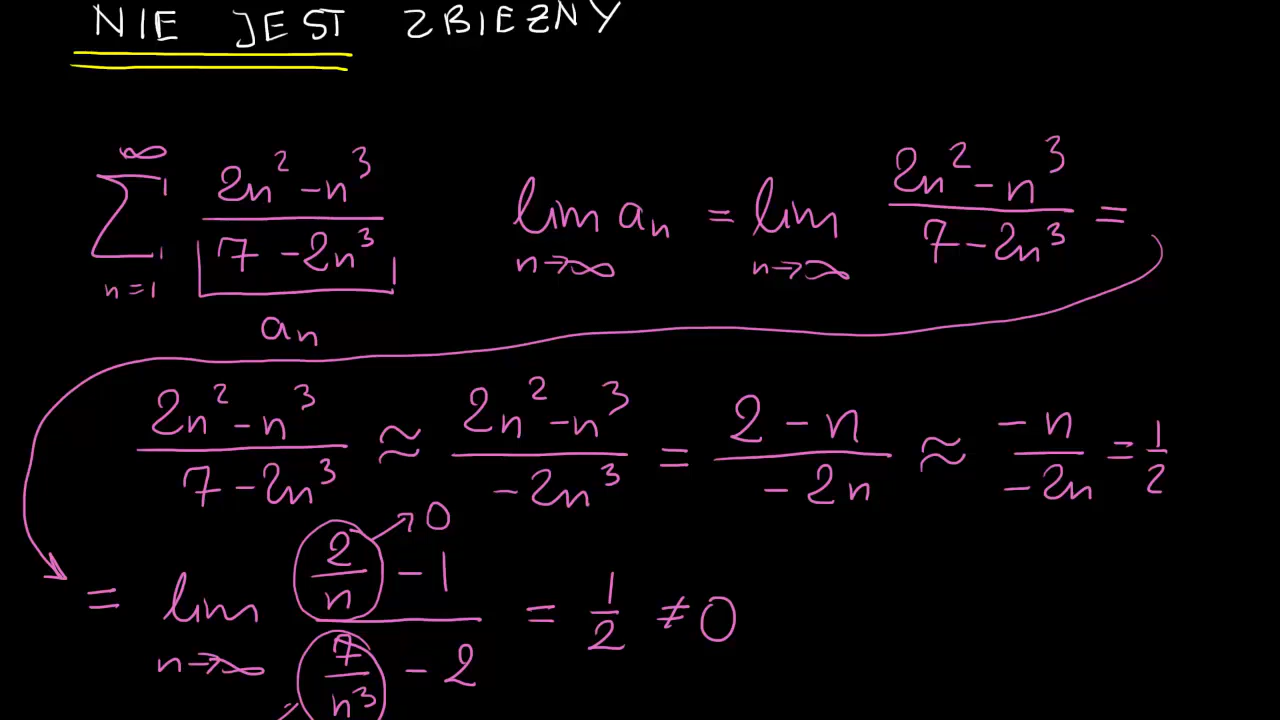 NIE JEST ZBIEZNY
∑_{n=1}^{∞} (2n² - n³)/(7 - 2n³)   lim_{n→∞} aₙ = lim_{n→∞} (2n² - n³)/(7 - 2n³) =
aₙ
(2n² - n³)/(7 - 2n³) ≈ (2n² - n³)/(-2n³) = (2 - n)/(-2n) ≈ (-n)/(-2n) = 1/2
→ 0
= lim_{n→∞} (2/n - 1)/(7/n³ - 2) = 1/2 ≠ 0